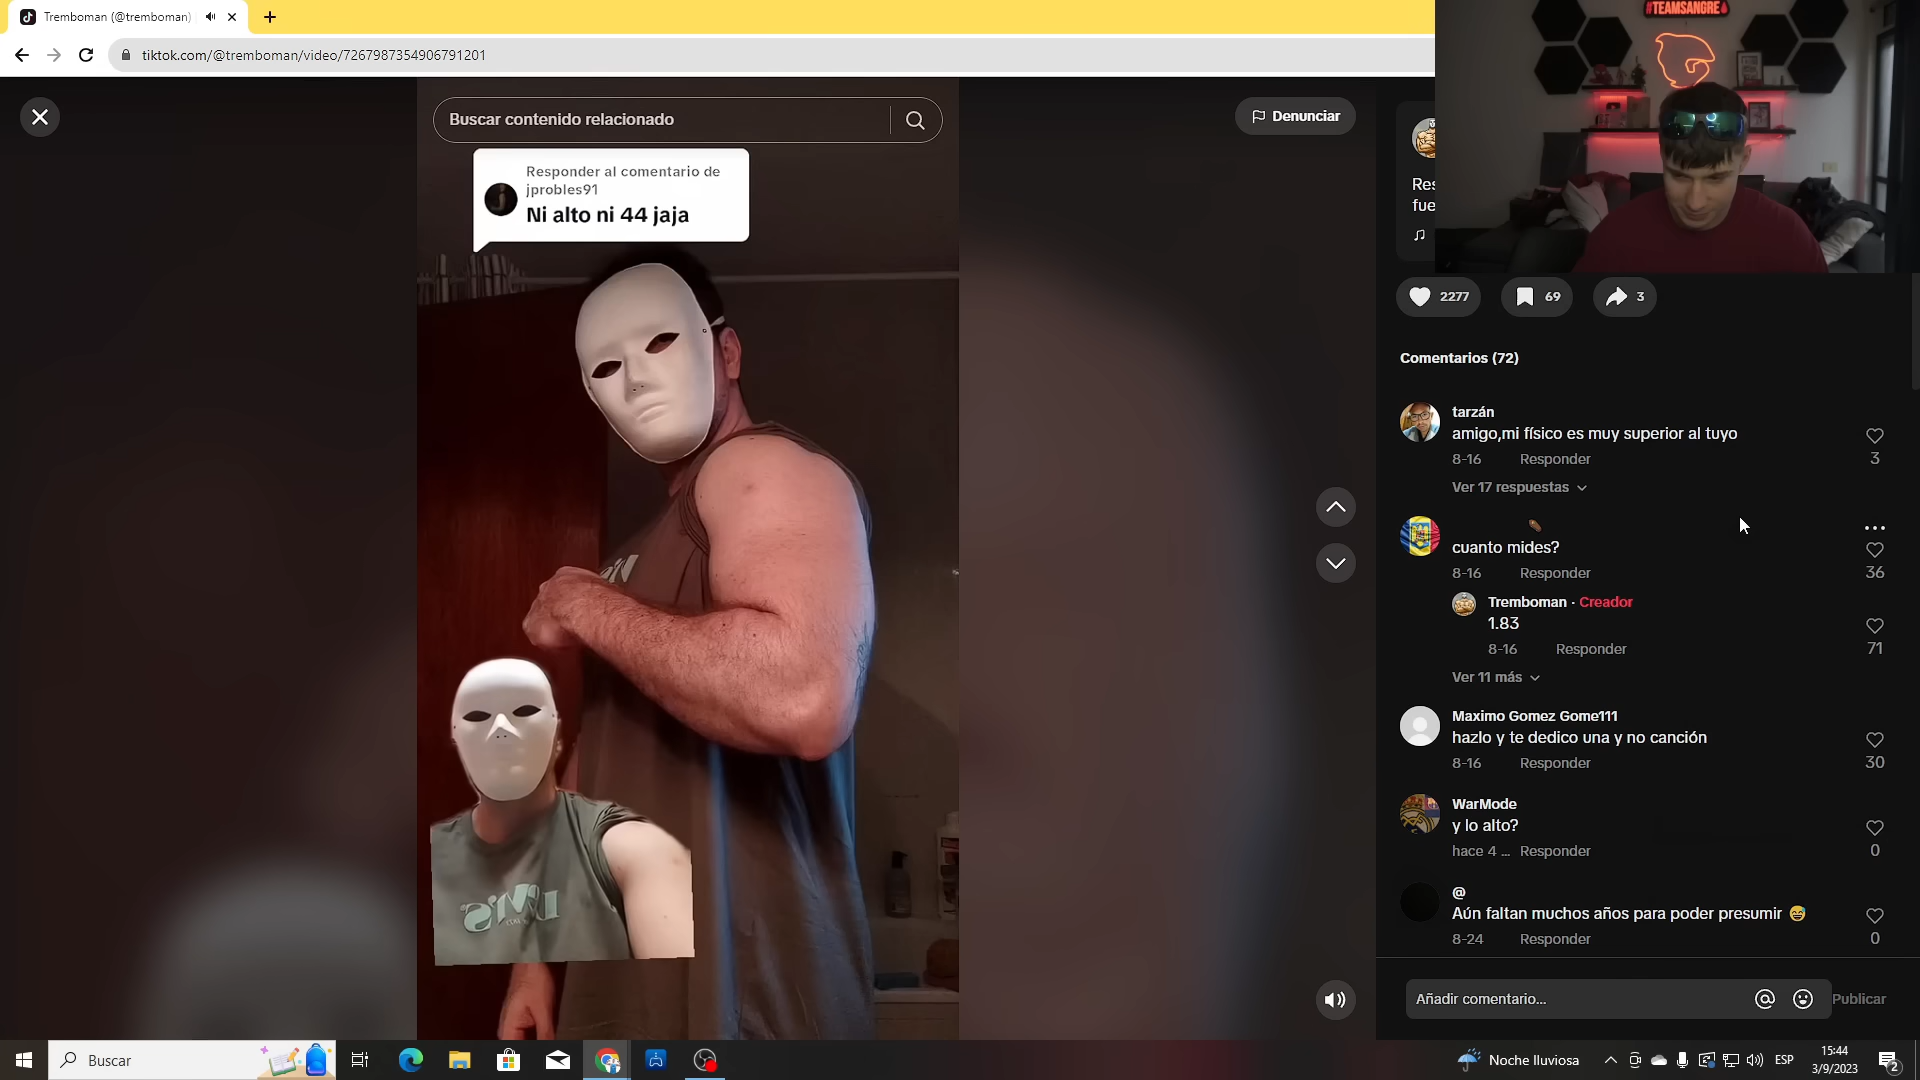 Tremboman (@tremboman)
tiktok.com/@tremboman/video/7267987354906791201
#TEAMSANGRE
Buscar contenido relacionado
Denunciar
Responder al comentario de
jprobles91
Ni alto ni 44 jaja
Res
fue
2277
69
3
Comentarios (72)
tarzán
amigo,mi físico es muy superior al tuyo
8-16 Responder
3
Ver 17 respuestas
cuanto mides?
8-16 Responder
36
Tremboman · Creador
1.83
8-16 Responder
71
Ver 11 más
Maximo Gomez Gome111
hazlo y te dedico una y no canción
8-16 Responder
30
WarMode
y lo alto?
hace 4 ... Responder
0
@
Aún faltan muchos años para poder presumir 😅
8-24 Responder
0
Añadir comentario...
Publicar
Buscar
Noche lluviosa
ESP
15:44
3/9/2023
2